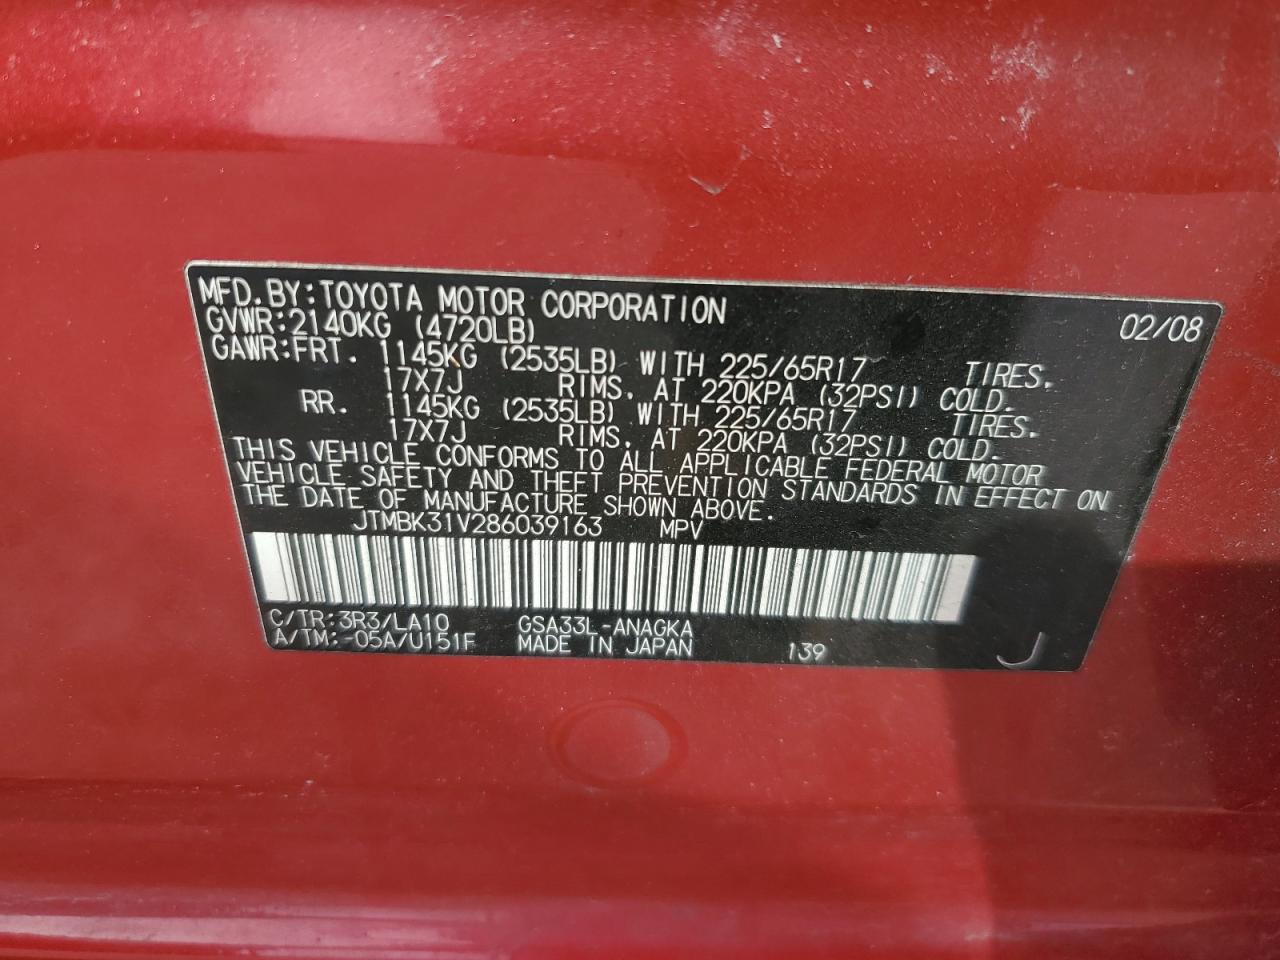 MFD.BY:TOYOTA MOTOR CORPORATION 02/08
GVWR:2140KG (4720LB)
GAWR:FRT. 1145KG (2535LB) WITH 225/65R17 TIRES,
17X7J RIMS, AT 220KPA (32PSI) COLD.
RR. 1145KG (2535LB) WITH 225/65R17 TIRES,
17X7J RIMS, AT 220KPA (32PSI) COLD.
THIS VEHICLE CONFORMS TO ALL APPLICABLE FEDERAL MOTOR
VEHICLE SAFETY AND THEFT PREVENTION STANDARDS IN EFFECT ON
THE DATE OF MANUFACTURE SHOWN ABOVE.
JTMBK31V286039163 MPV
C/TR:3R3/LA10 GSA33L-ANAGKA
A/TM:-05A/U151F MADE IN JAPAN 139 J